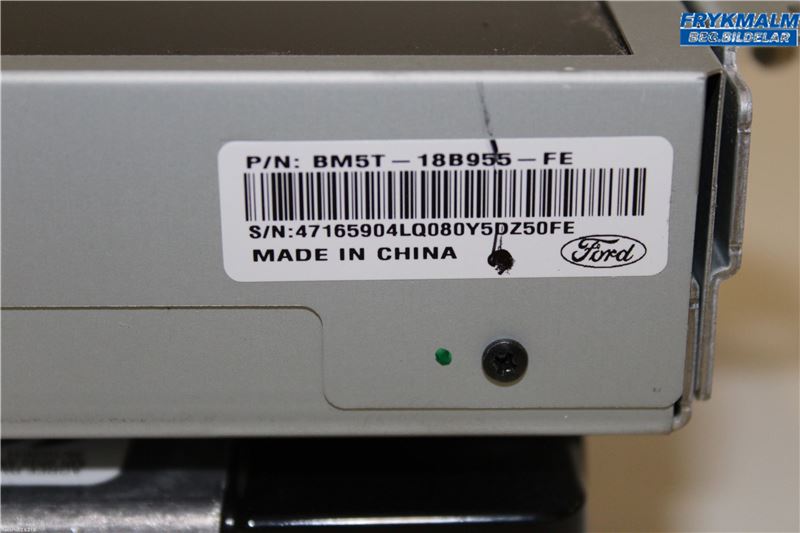 FRYKMALM
BEG.BILDELAR
P/N: BM5T-18B955-FE
S/N:47165904LQ080Y5DZ50FE
MADE IN CHINA
Ford